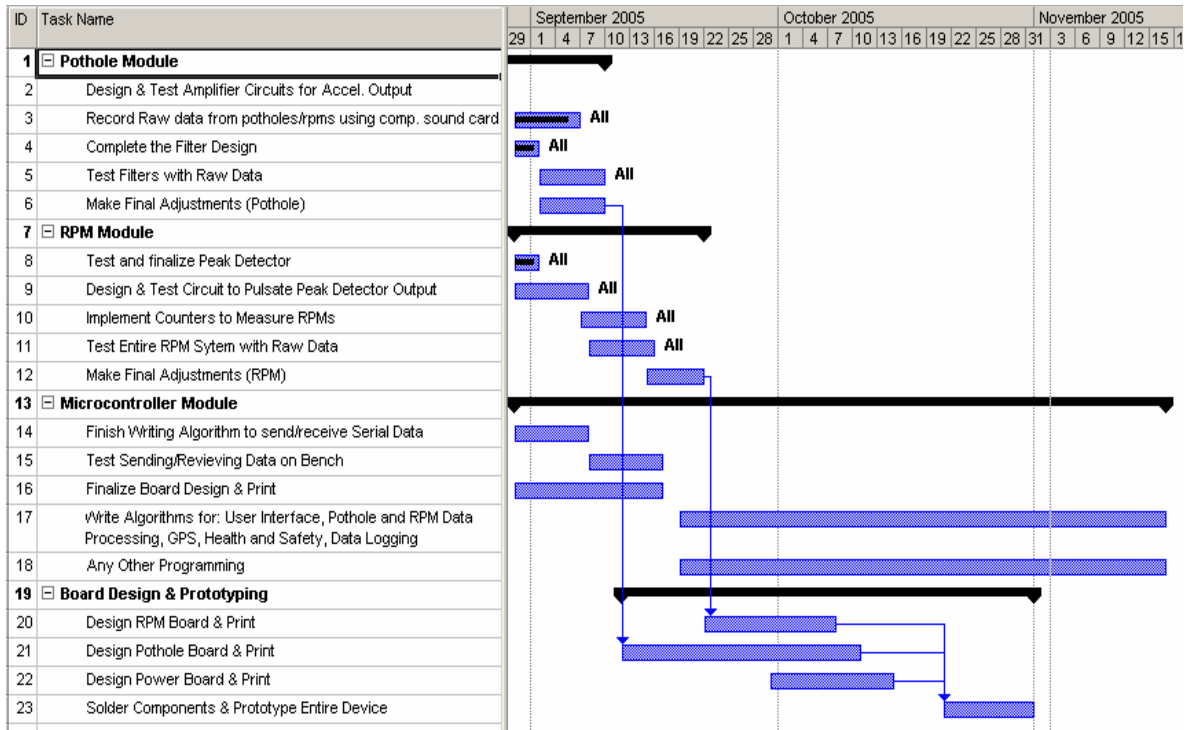 ID Task Name September 2005 October 2005 November 2005
29 1 4 7 10 13 16 19 22 25 28 1 4 7 10 13 16 19 22 25 28 31 3 6 9 12 15 1
1 Pothole Module
2 Design & Test Amplifier Circuits for Accel. Output
3 Record Raw data from potholes/rpms using comp. sound card All
4 Complete the Filter Design All
5 Test Filters with Raw Data All
6 Make Final Adjustments (Pothole)
7 RPM Module
8 Test and finalize Peak Detector All
9 Design & Test Circuit to Pulsate Peak Detector Output All
10 Implement Counters to Measure RPMs All
11 Test Entire RPM Sytem with Raw Data All
12 Make Final Adjustments (RPM)
13 Microcontroller Module
14 Finish Writing Algorithm to send/receive Serial Data
15 Test Sending/Revieving Data on Bench
16 Finalize Board Design & Print
17 Write Algorithms for: User Interface, Pothole and RPM Data
Processing, GPS, Health and Safety, Data Logging
18 Any Other Programming
19 Board Design & Prototyping
20 Design RPM Board & Print
21 Design Pothole Board & Print
22 Design Power Board & Print
23 Solder Components & Prototype Entire Device